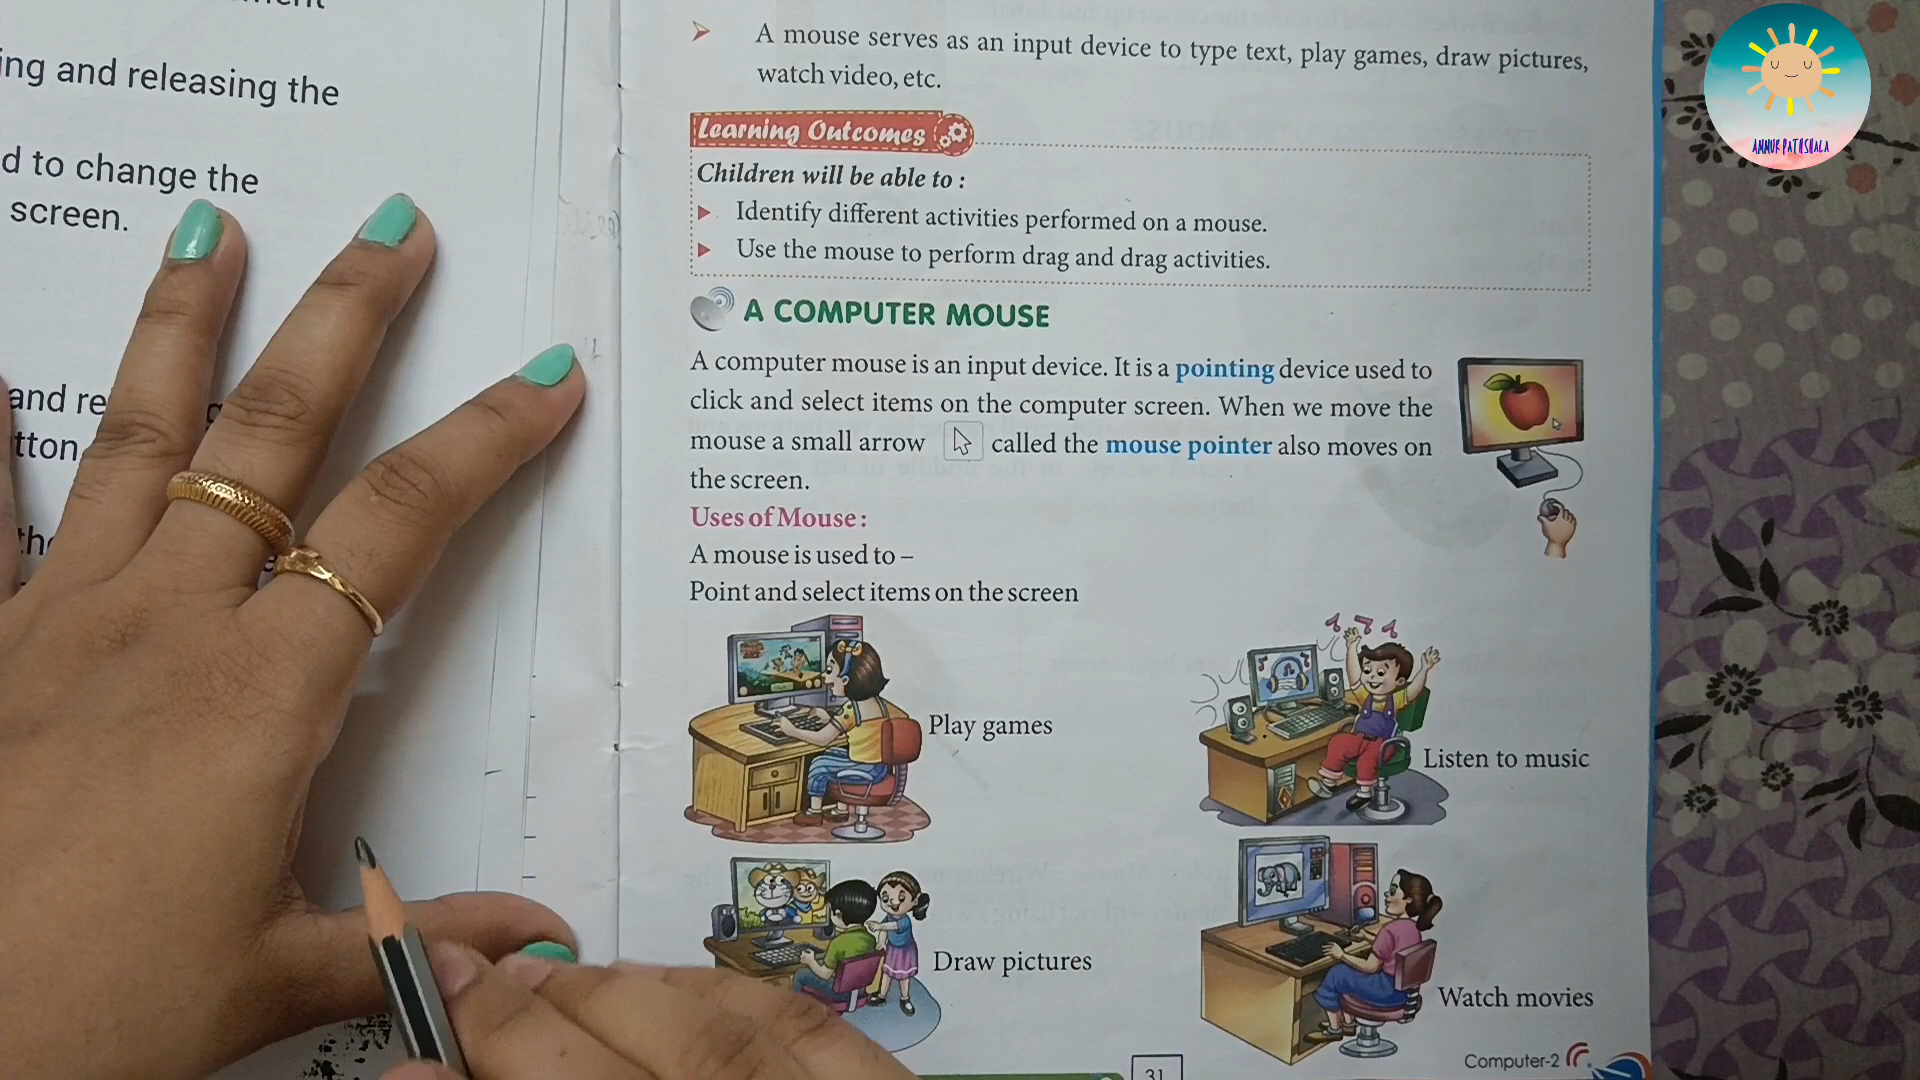 ing and releasing the
d to change the
screen.
and re
tton
the
A mouse serves as an input device to type text, play games, draw pictures,
watch video, etc.
Learning Outcomes
Children will be able to :
Identify different activities performed on a mouse.
Use the mouse to perform drag and drag activities.
A COMPUTER MOUSE
A computer mouse is an input device. It is a pointing device used to
click and select items on the computer screen. When we move the
mouse a small arrow called the mouse pointer also moves on
the screen.
Uses of Mouse :
A mouse is used to –
Point and select items on the screen
Play games
Listen to music
Draw pictures
Watch movies
31
Computer-2
AMMUR PATHSHALA